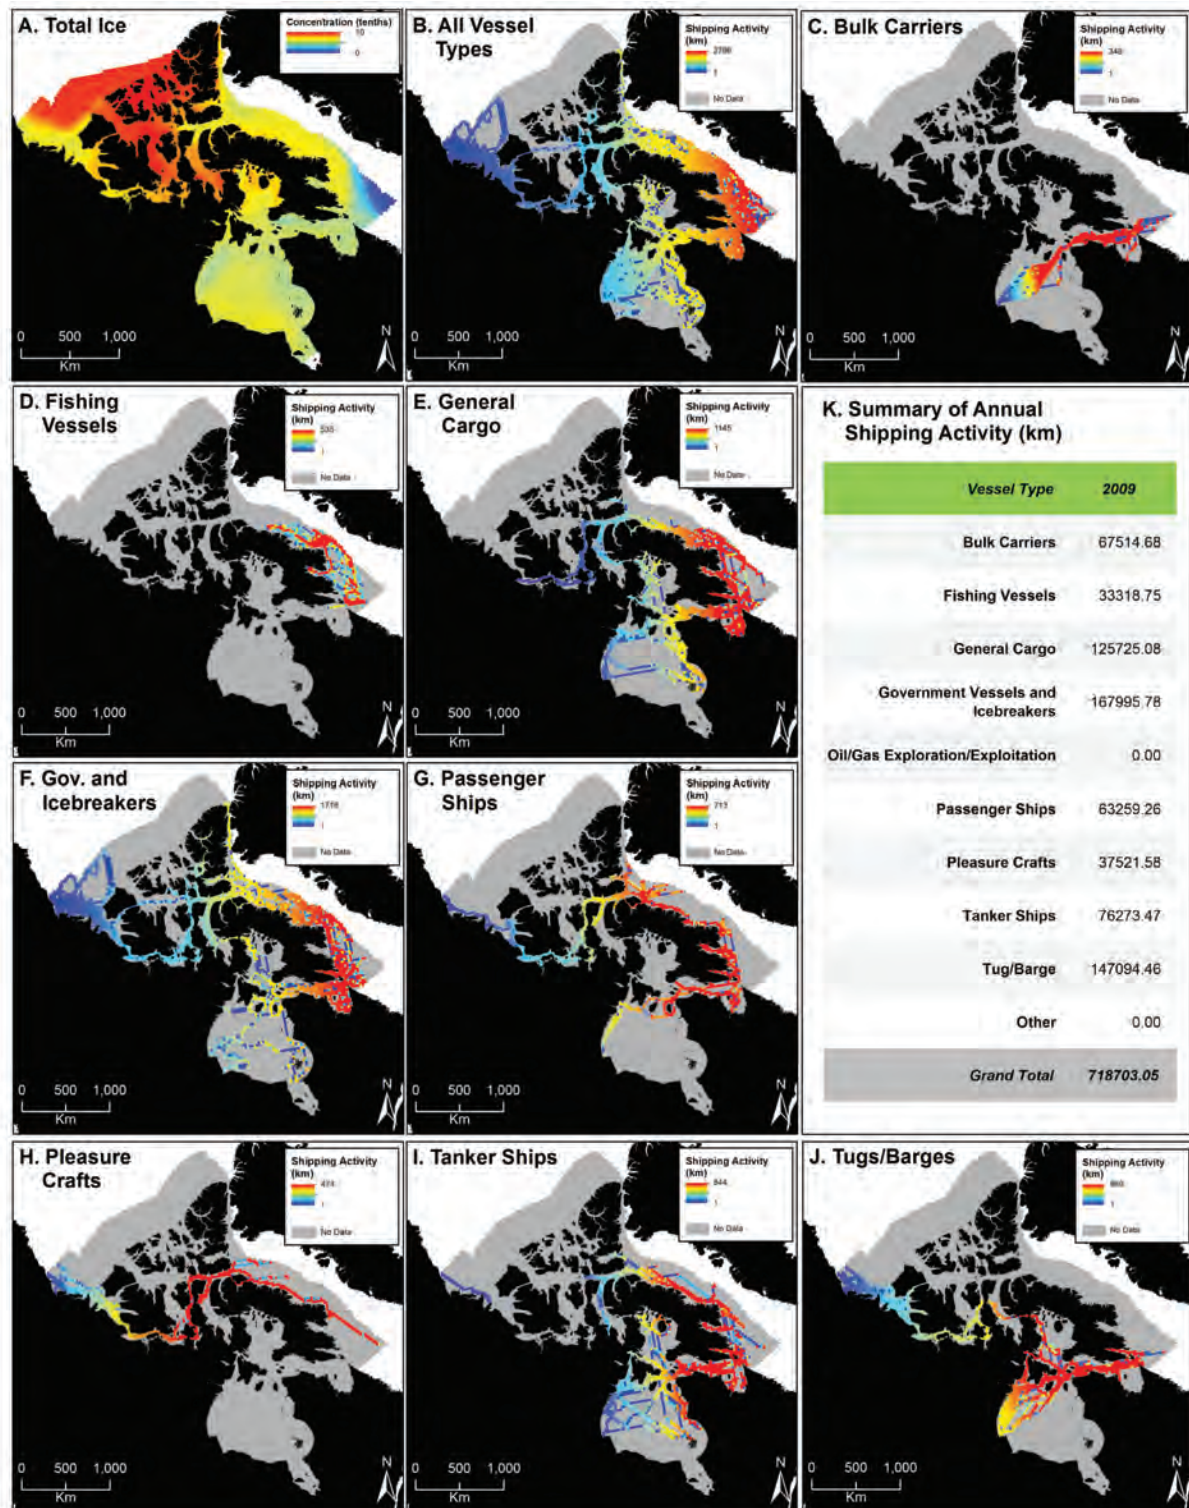 A. Total Ice
Concentration (tenths)
10
0
0 500 1,000
Km
N
B. All Vessel
Types
Shipping Activity
(km)
1
No Data
0 500 1,000
Km
N
C. Bulk Carriers
Shipping Activity
(km)
1
No Data
0 500 1,000
Km
N
D. Fishing
Vessels
Shipping Activity
(km)
1
No Data
0 500 1,000
Km
N
E. General
Cargo
Shipping Activity
(km)
1145
1
No Data
0 500 1,000
Km
N
K. Summary of Annual
Shipping Activity (km)
Vessel Type 2009
Bulk Carriers 67514.68
Fishing Vessels 33318.75
General Cargo 125725.08
Government Vessels and
Icebreakers 167995.78
Oil/Gas Exploration/Exploitation 0.00
Passenger Ships 63259.26
Pleasure Crafts 37521.58
Tanker Ships 76273.47
Tug/Barge 147094.46
Other 0.00
Grand Total 718703.05
F. Gov. and
Icebreakers
Shipping Activity
(km)
1
No Data
0 500 1,000
Km
N
G. Passenger
Ships
Shipping Activity
(km)
713
1
No Data
0 500 1,000
Km
N
H. Pleasure
Crafts
Shipping Activity
(km)
474
1
No Data
0 500 1,000
Km
N
I. Tanker Ships
Shipping Activity
(km)
844
1
No Data
0 500 1,000
Km
N
J. Tugs/Barges
Shipping Activity
(km)
1
No Data
0 500 1,000
Km
N